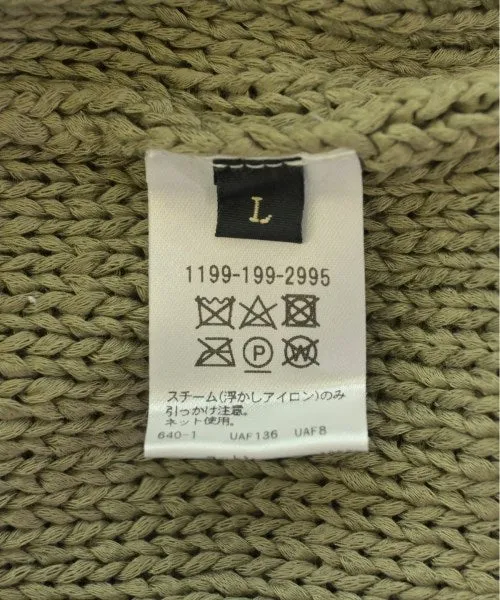 L
1199-199-2995
P
W
スチーム(浮かしアイロン)のみ
引っかけ注意。
ネット使用。
640-1 UAF136 UAF8